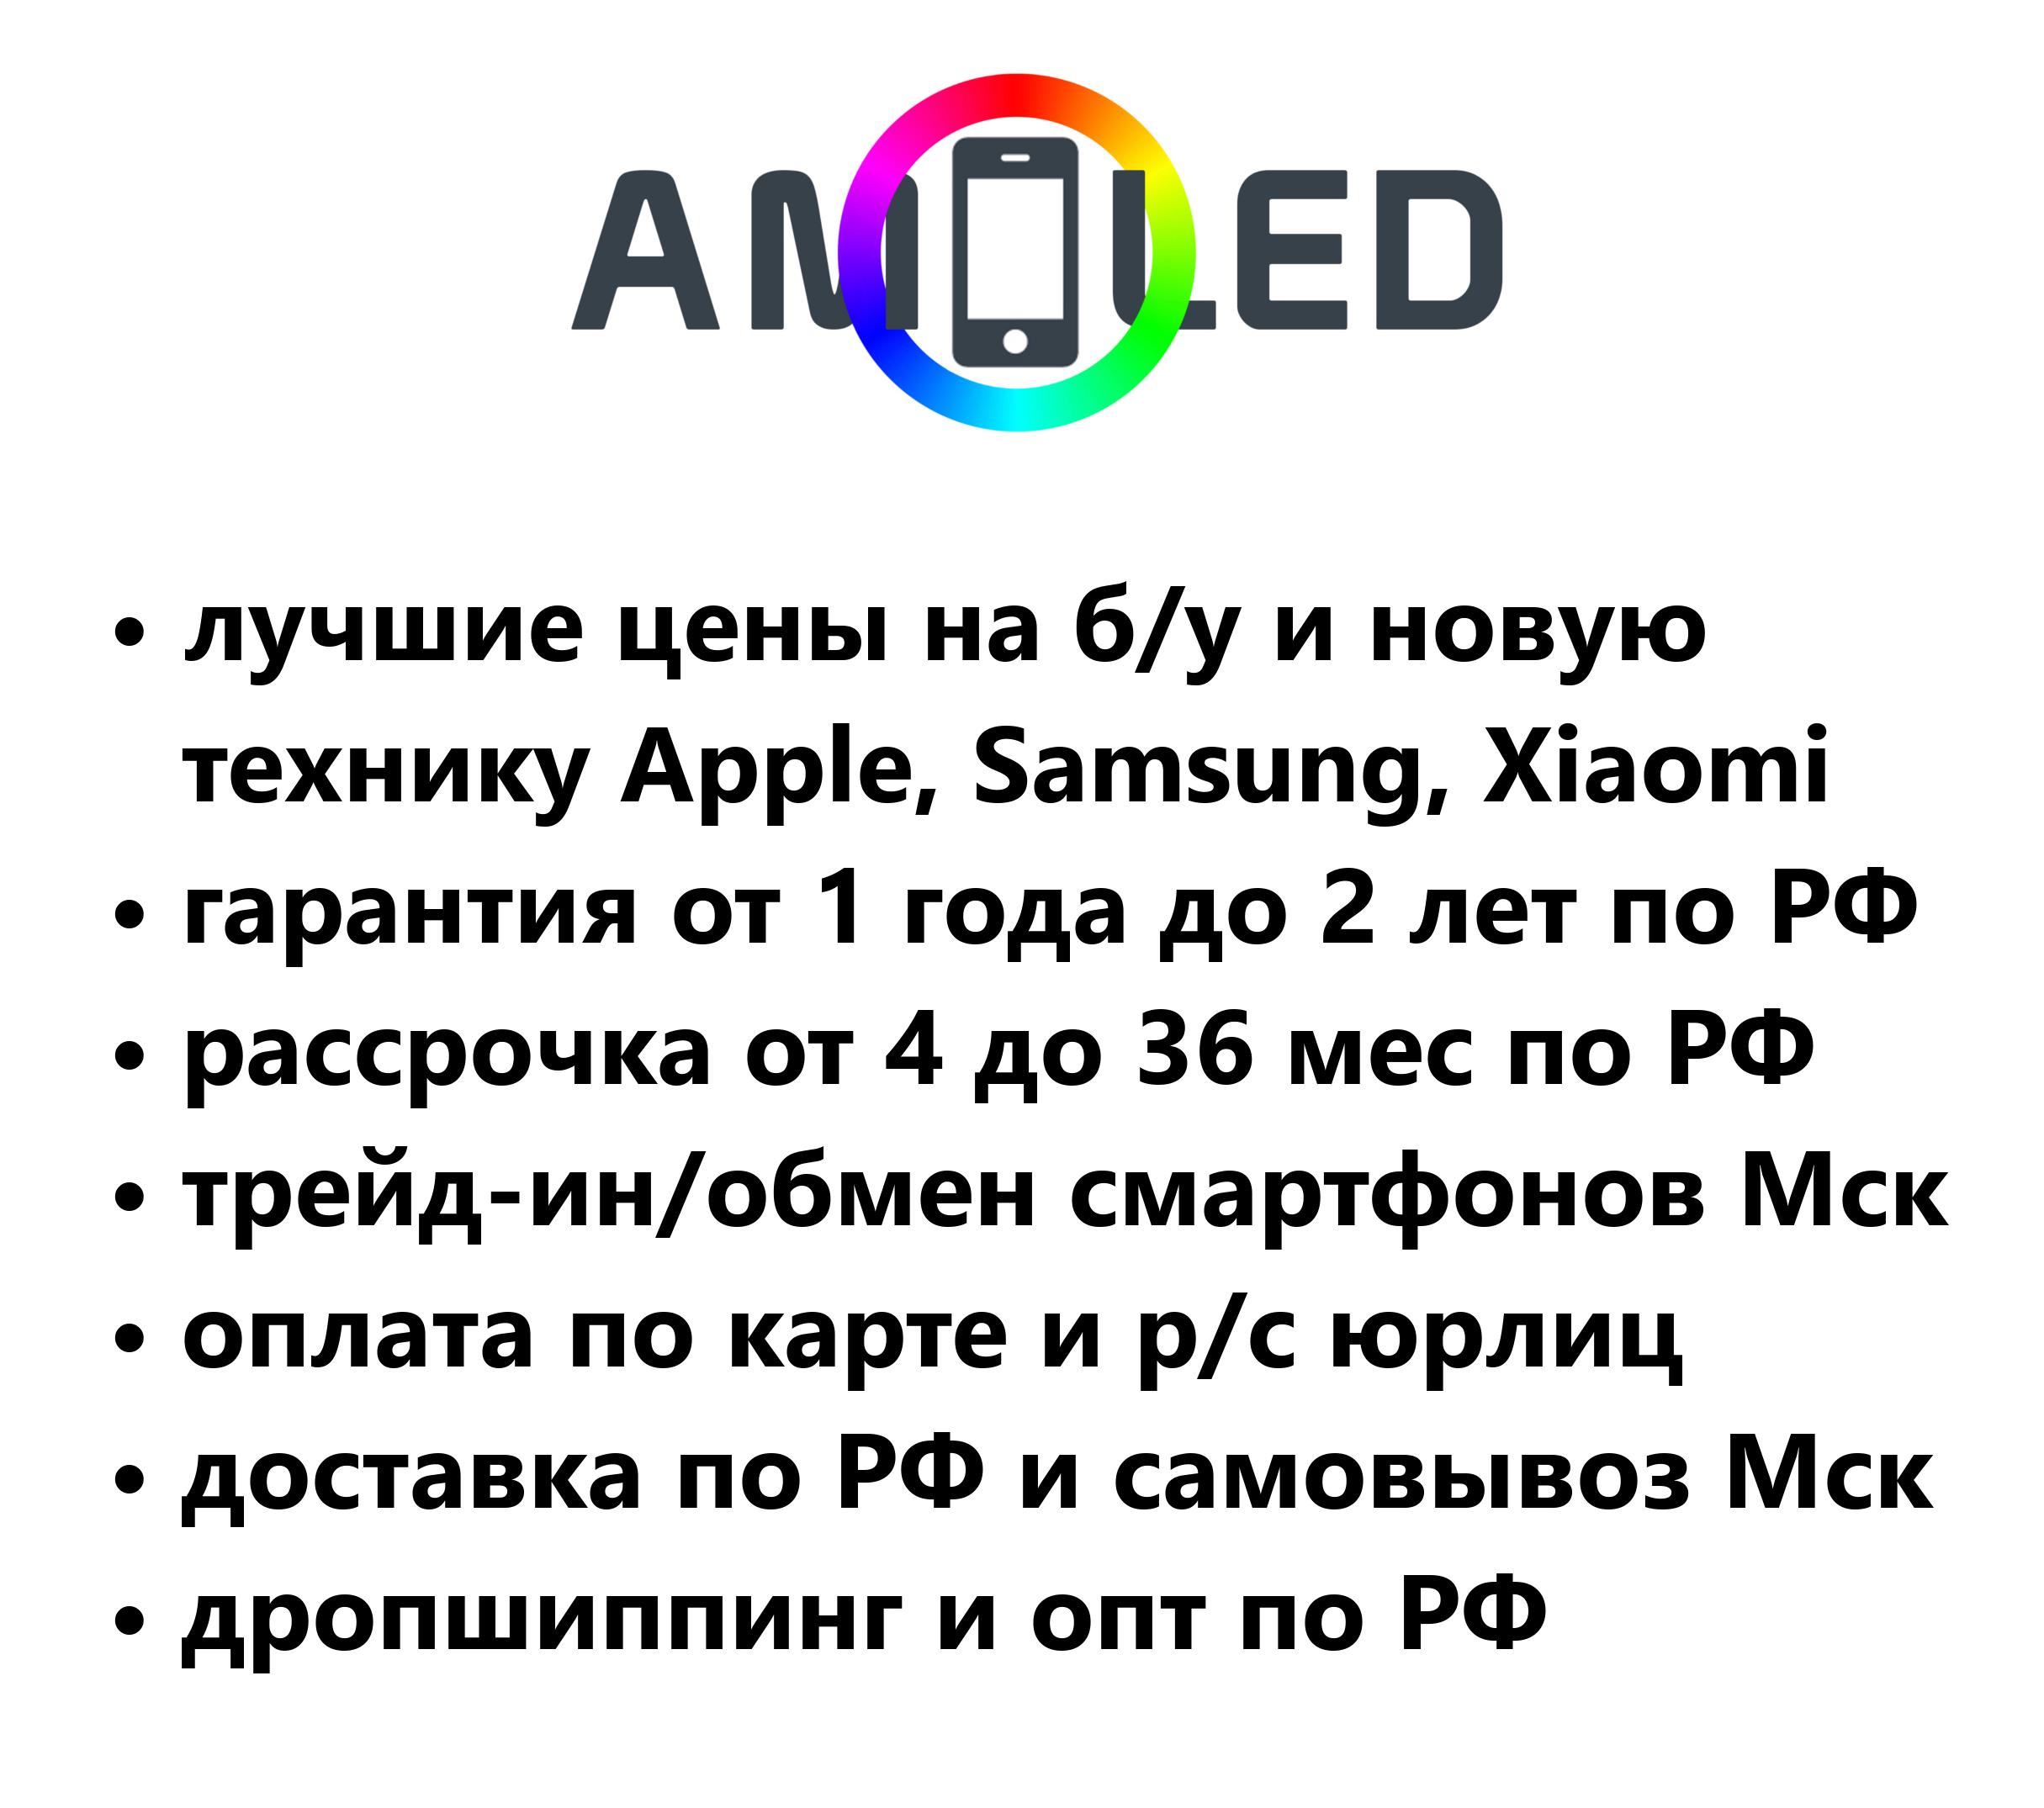 AMOLED
• лучшие цены на б/у и новую
технику Apple, Samsung, Xiaomi
• гарантия от 1 года до 2 лет по РФ
• рассрочка от 4 до 36 мес по РФ
• трейд-ин/обмен смартфонов Мск
• оплата по карте и р/с юрлиц
• доставка по РФ и самовывоз Мск
• дропшиппинг и опт по РФ